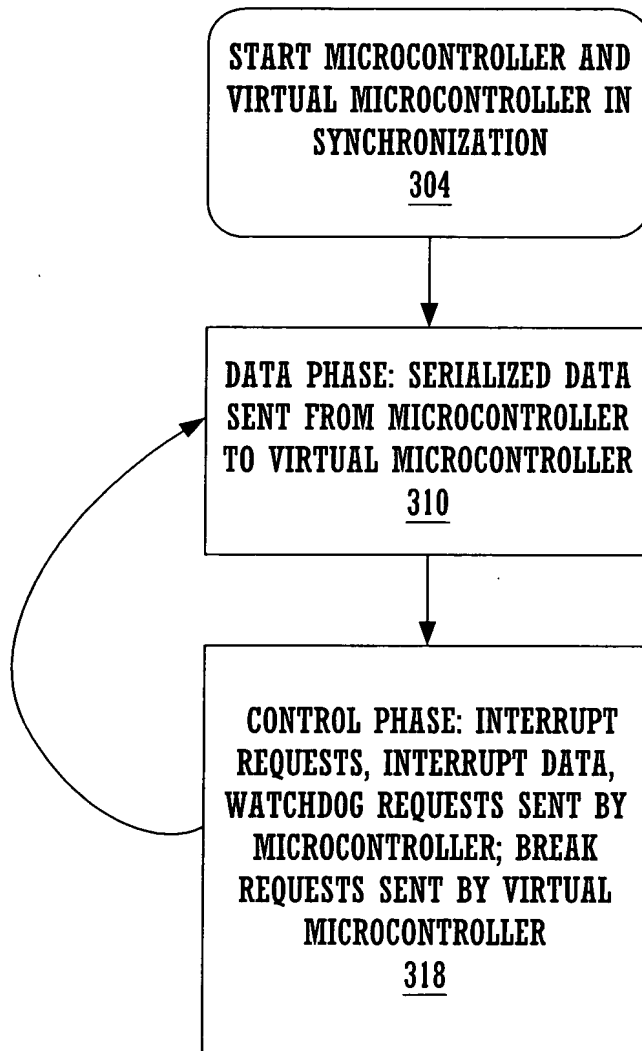 START MICROCONTROLLER AND
VIRTUAL MICROCONTROLLER IN
SYNCHRONIZATION
304
DATA PHASE: SERIALIZED DATA
SENT FROM MICROCONTROLLER
TO VIRTUAL MICROCONTROLLER
310
CONTROL PHASE: INTERRUPT
REQUESTS, INTERRUPT DATA,
WATCHDOG REQUESTS SENT BY
MICROCONTROLLER; BREAK
REQUESTS SENT BY VIRTUAL
MICROCONTROLLER
318